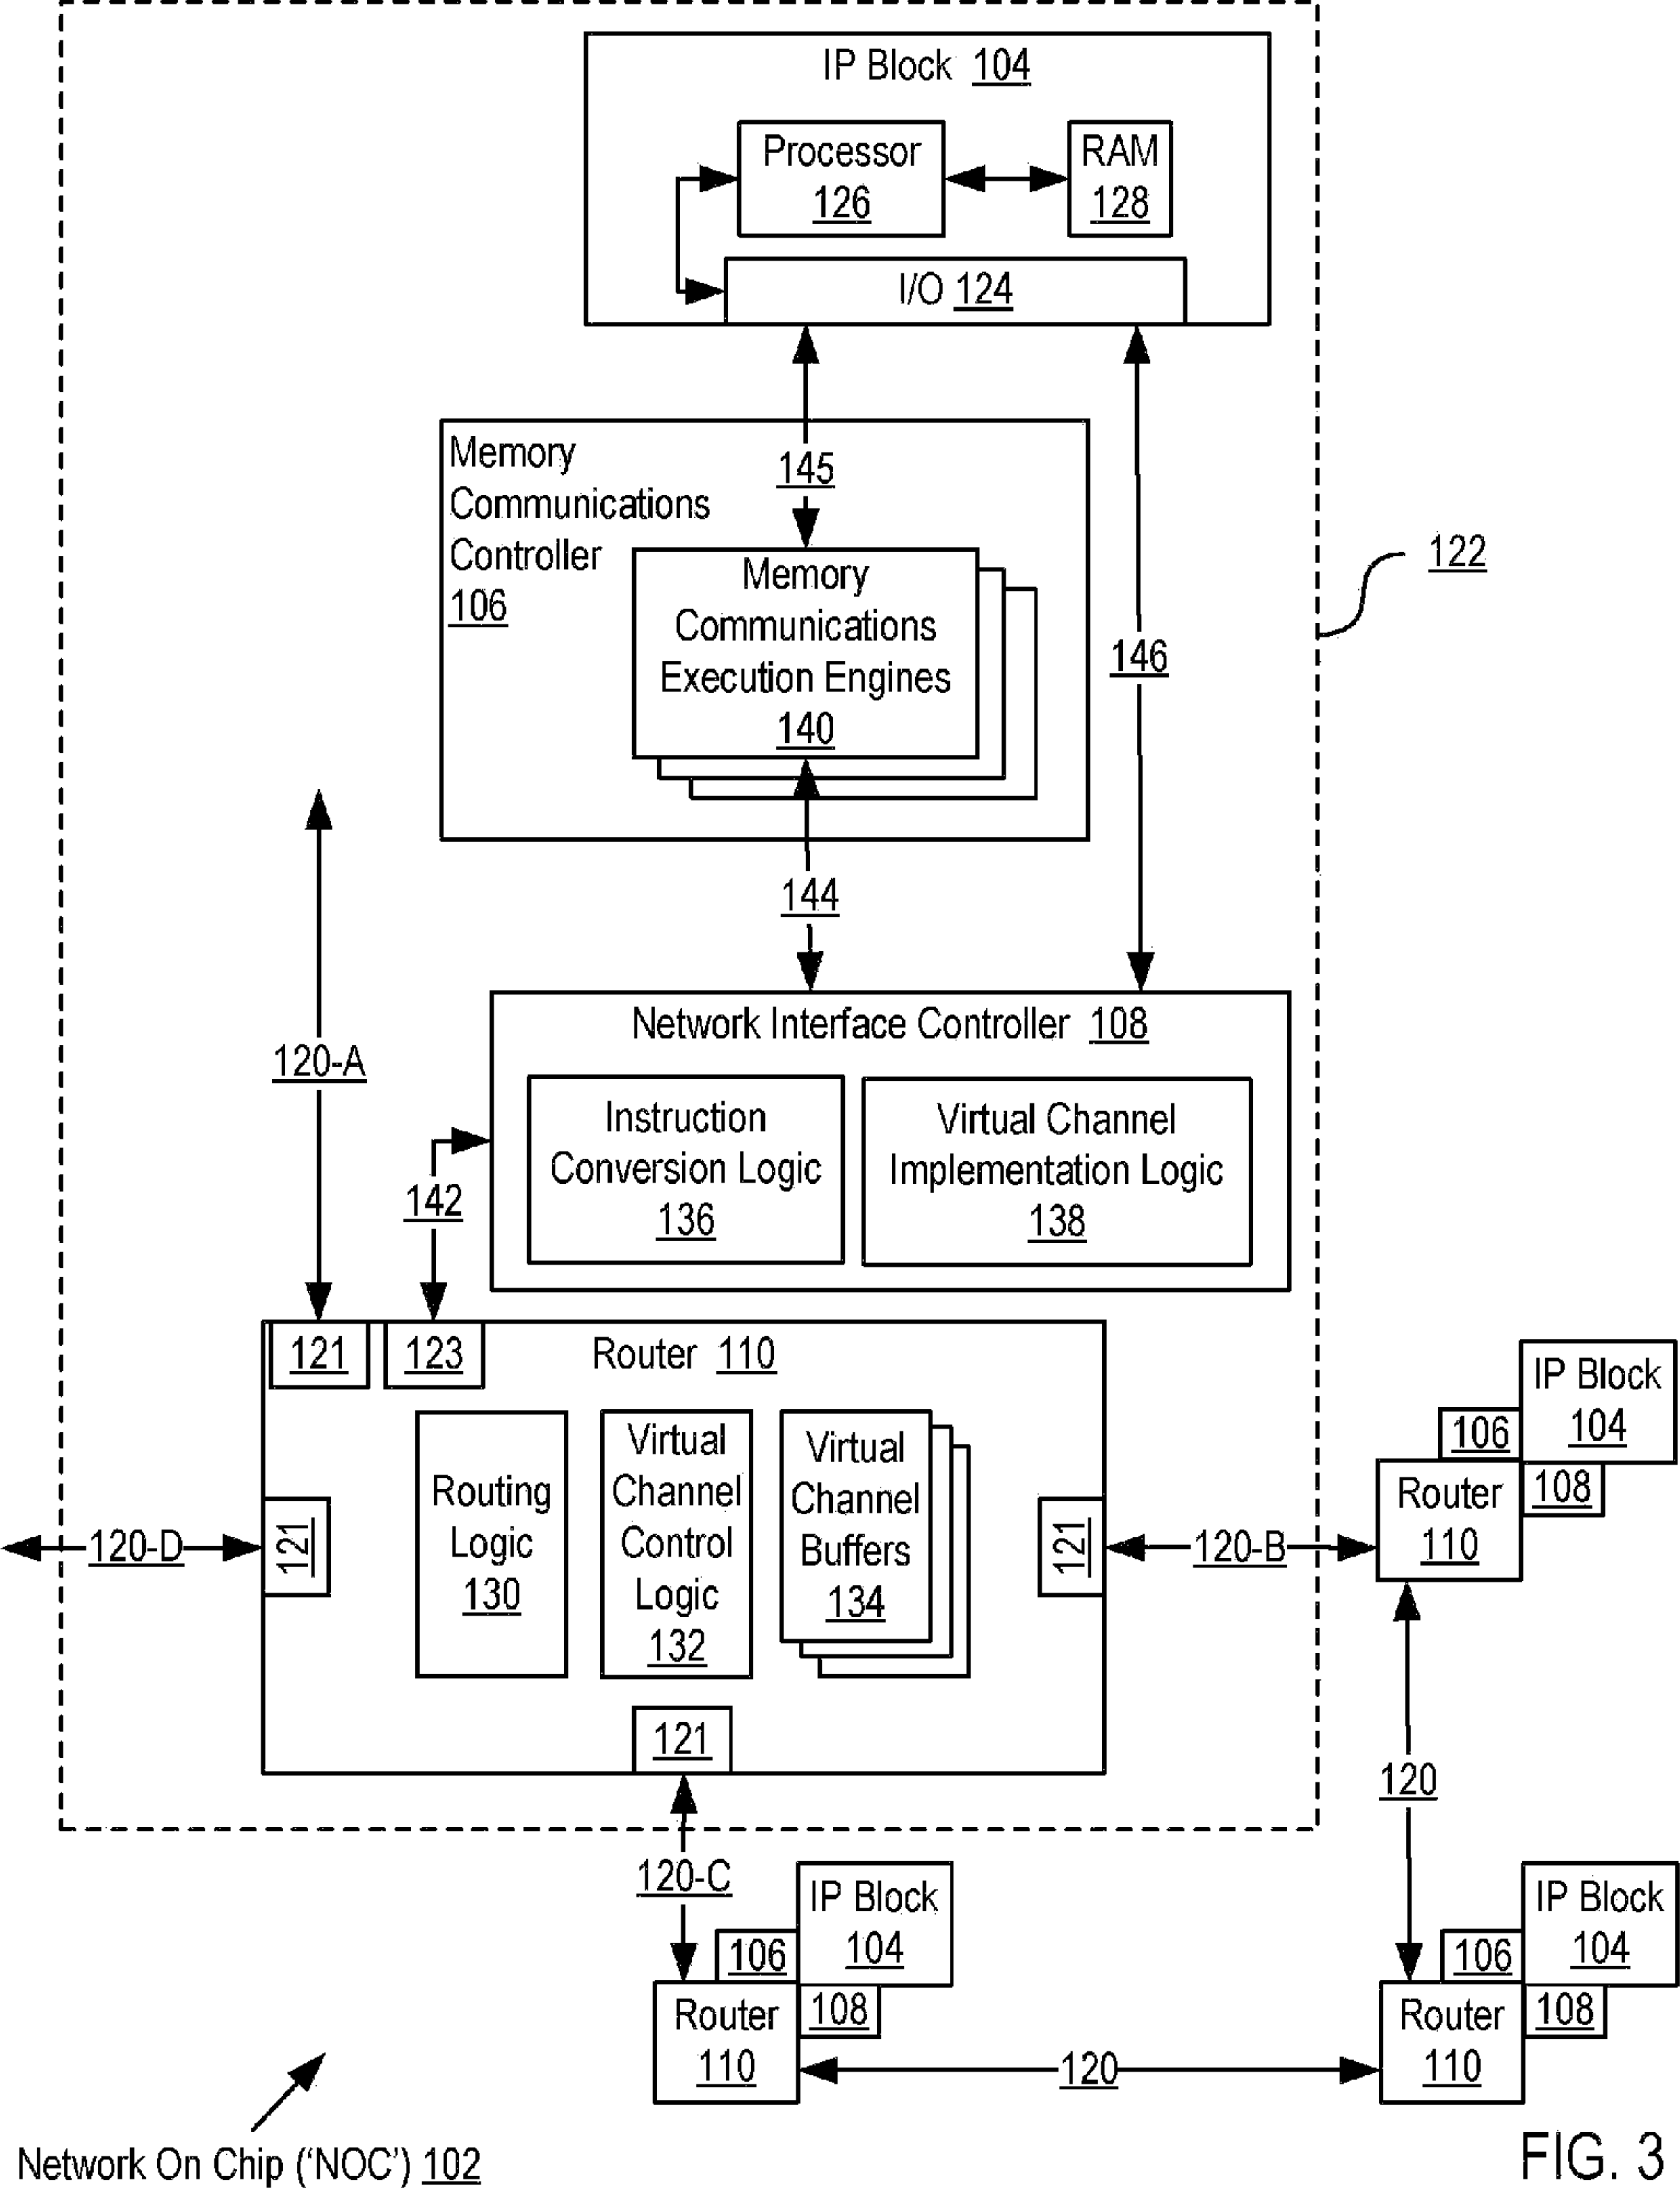 IP Block 104
Processor
126
RAM
128
I/O 124
Memory
Communications
Controller
106
145
Memory
Communications
Execution Engines
140
146
122
144
120-A
Network Interface Controller 108
Instruction
Conversion Logic
136
Virtual Channel
Implementation Logic
138
142
121
123
Router 110
Routing
Logic
130
Virtual
Channel
Control
Logic
132
Virtual
Channel
Buffers
134
120-D
121
121
120-B
121
IP Block
104
106
108
Router
110
120
120-C
IP Block
104
106
108
Router
110
120
IP Block
104
106
108
Router
110
Network On Chip (‘NOC’) 102
FIG. 3